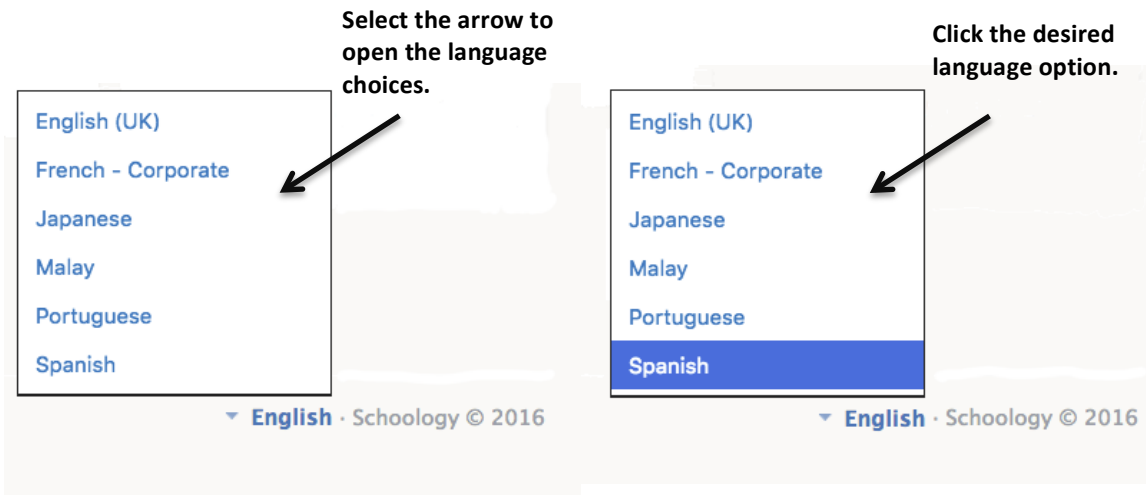 Select the arrow to
open the language
choices.
English (UK)
French - Corporate
Japanese
Malay
Portuguese
Spanish
English · Schoology © 2016
Click the desired
language option.
English (UK)
French - Corporate
Japanese
Malay
Portuguese
Spanish
English · Schoology © 2016